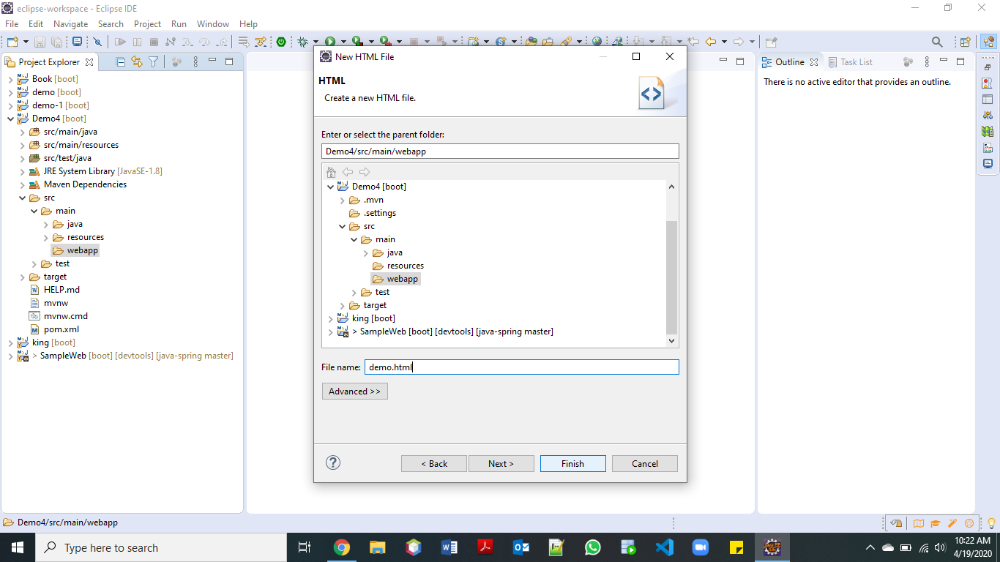 eclipse-workspace - Eclipse IDE
File Edit Navigate Search Project Run Window Help
Project Explorer
Book [boot]
demo [boot]
demo-1 [boot]
Demo4 [boot]
src/main/java
src/main/resources
src/test/java
JRE System Library [JavaSE-1.8]
Maven Dependencies
src
main
java
resources
webapp
test
target
HELP.md
mvnw
mvnw.cmd
pom.xml
king [boot]
> SampleWeb [boot] [devtools] [java-spring master]
New HTML File
HTML
Create a new HTML file.
Enter or select the parent folder:
Demo4/src/main/webapp
Demo4 [boot]
.mvn
.settings
src
main
java
resources
webapp
test
target
king [boot]
> SampleWeb [boot] [devtools] [java-spring master]
File name: demo.html
Advanced >>
< Back Next > Finish Cancel
Outline Task List
There is no active editor that provides an outline.
Demo4/src/main/webapp
Type here to search
10:22 AM
4/19/2020